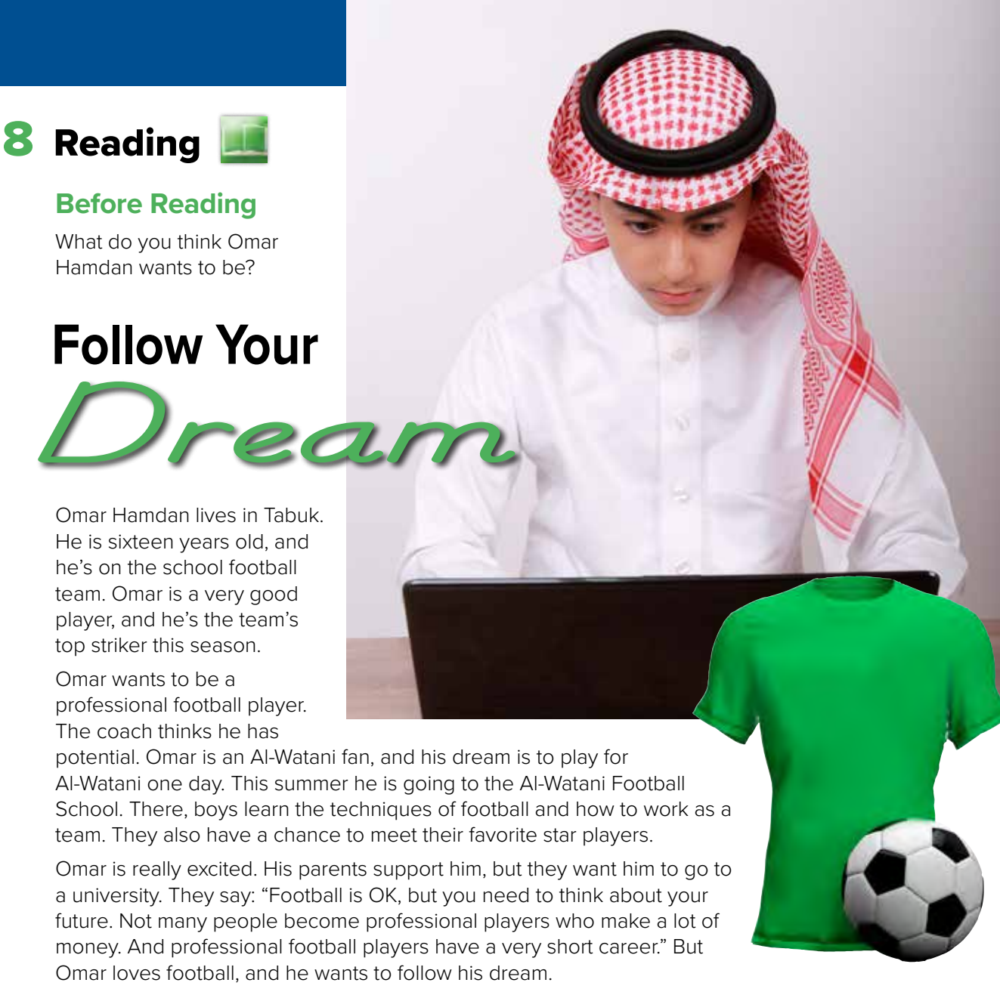 8 Reading
Before Reading
What do you think Omar
Hamdan wants to be?
Follow Your
Dream
Omar Hamdan lives in Tabuk.
He is sixteen years old, and
he's on the school football
team. Omar is a very good
player, and he's the team's
top striker this season.
Omar wants to be a
professional football player.
The coach thinks he has
potential. Omar is an Al-Watani fan, and his dream is to play for
Al-Watani one day. This summer he is going to the Al-Watani Football
School. There, boys learn the techniques of football and how to work as a
team. They also have a chance to meet their favorite star players.
Omar is really excited. His parents support him, but they want him to go to
a university. They say: “Football is OK, but you need to think about your
future. Not many people become professional players who make a lot of
money. And professional football players have a very short career.” But
Omar loves football, and he wants to follow his dream.